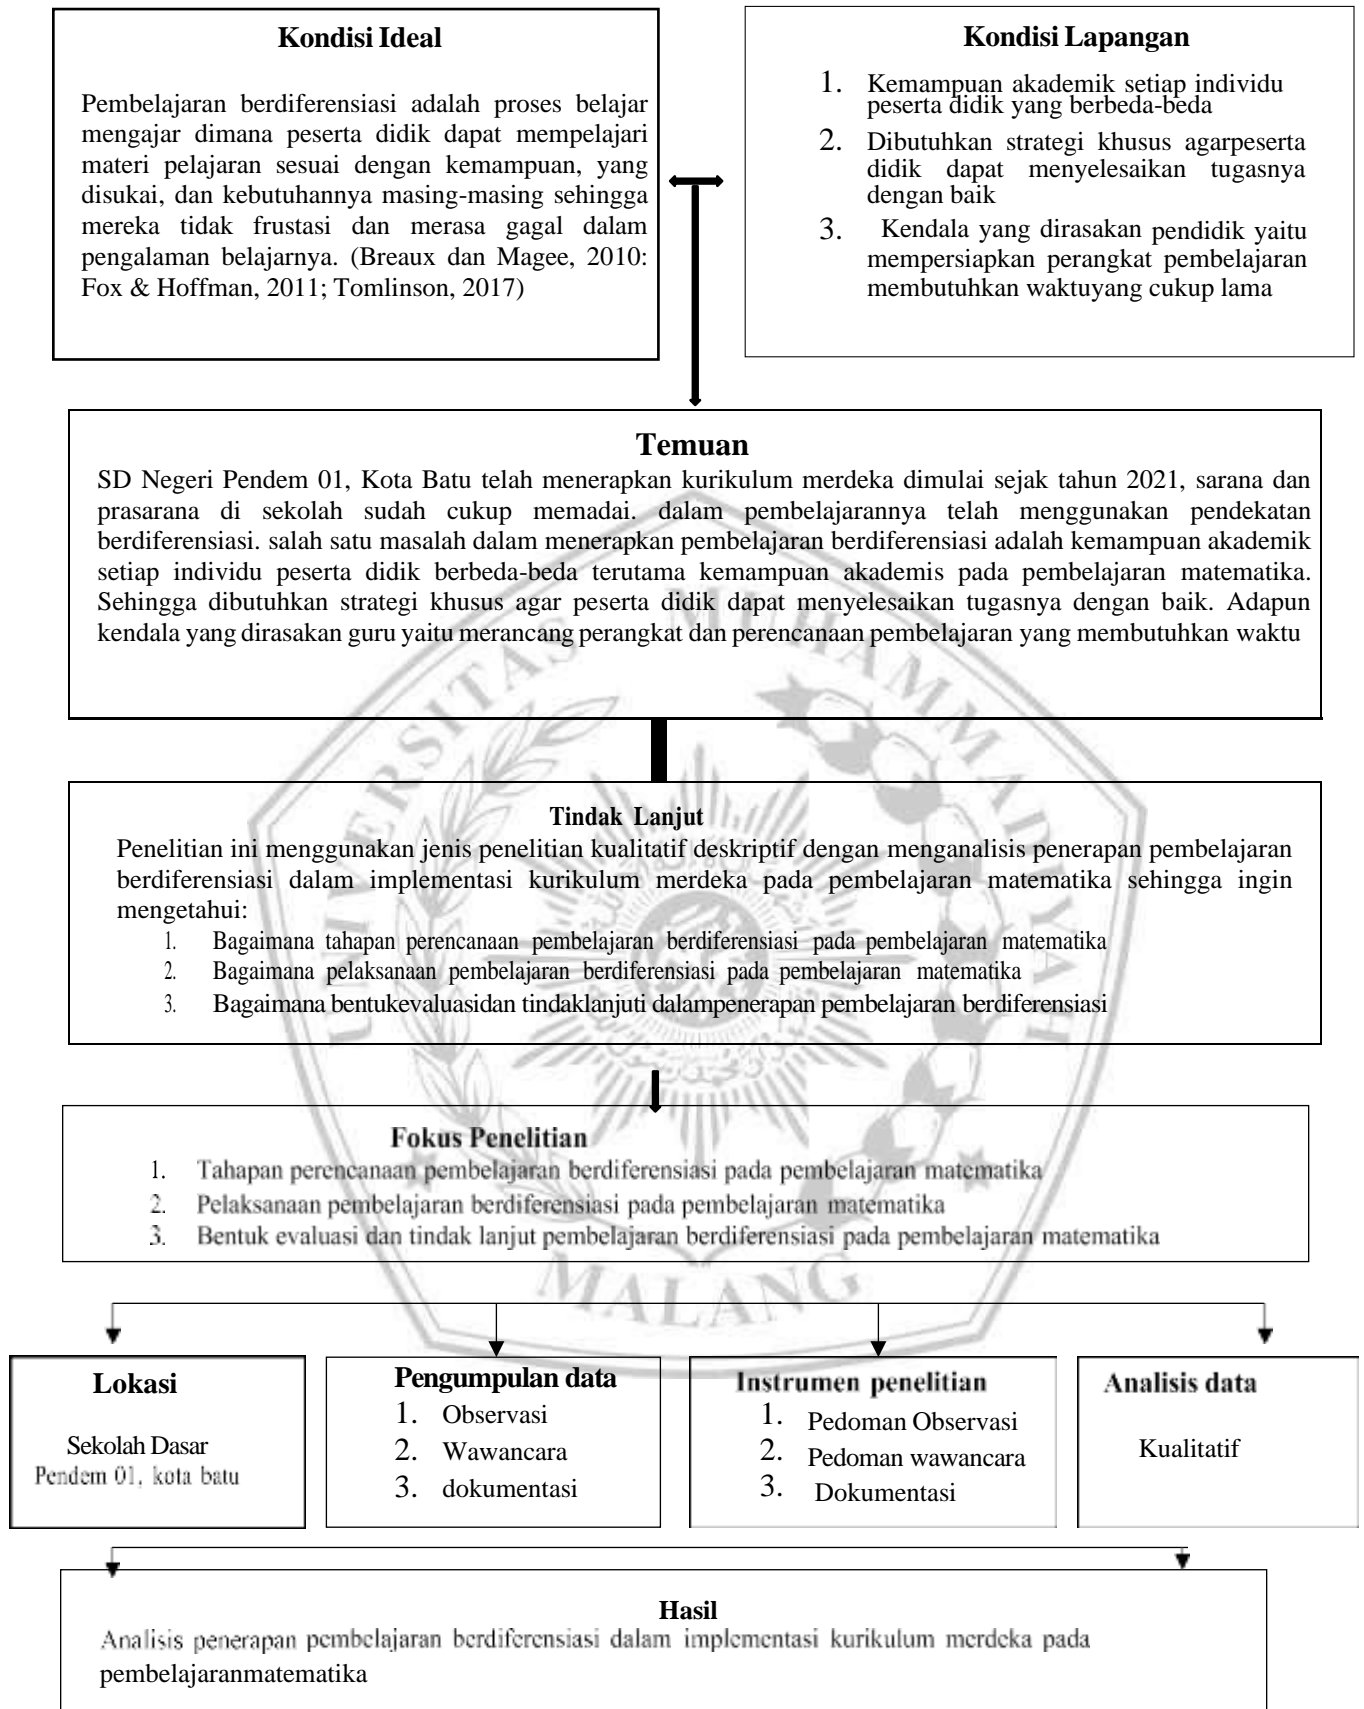 Kondisi Ideal
Pembelajaran berdiferensiasi adalah proses belajar
mengajar dimana peserta didik dapat mempelajari
materi pelajaran sesuai dengan kemampuan, yang
disukai, dan kebutuhannya masing-masing sehingga
mereka tidak frustasi dan merasa gagal dalam
pengalaman belajarnya. (Breaux dan Magee, 2010:
Fox & Hoffman, 2011; Tomlinson, 2017)
Kondisi Lapangan
1. Kemampuan akademik setiap individu
peserta didik yang berbeda-beda
2. Dibutuhkan strategi khusus agarpeserta
didik dapat menyelesaikan tugasnya
dengan baik
3. Kendala yang dirasakan pendidik yaitu
mempersiapkan perangkat pembelajaran
membutuhkan waktuyang cukup lama
Temuan
SD Negeri Pendem 01, Kota Batu telah menerapkan kurikulum merdeka dimulai sejak tahun 2021, sarana dan
prasarana di sekolah sudah cukup memadai. dalam pembelajarannya telah menggunakan pendekatan
berdiferensiasi. salah satu masalah dalam menerapkan pembelajaran berdiferensiasi adalah kemampuan akademik
setiap individu peserta didik berbeda-beda terutama kemampuan akademis pada pembelajaran matematika.
Sehingga dibutuhkan strategi khusus agar peserta didik dapat menyelesaikan tugasnya dengan baik. Adapun
kendala yang dirasakan guru yaitu merancang perangkat dan perencanaan pembelajaran yang membutuhkan waktu
Tindak Lanjut
Penelitian ini menggunakan jenis penelitian kualitatif deskriptif dengan menganalisis penerapan pembelajaran
berdiferensiasi dalam implementasi kurikulum merdeka pada pembelajaran matematika sehingga ingin
mengetahui:
1. Bagaimana tahapan perencanaan pembelajaran berdiferensiasi pada pembelajaran matematika
2. Bagaimana pelaksanaan pembelajaran berdiferensiasi pada pembelajaran matematika
3. Bagaimana bentukevaluasidan tindaklanjuti dalampenerapan pembelajaran berdiferensiasi
Fokus Penelitian
1. Tahapan perencanaan pembelajaran berdiferensiasi pada pembelajaran matematika
2. Pelaksanaan pembelajaran berdiferensiasi pada pembelajaran matematika
3. Bentuk evaluasi dan tindak lanjut pembelajaran berdiferensiasi pada pembelajaran matematika
Lokasi
Sekolah Dasar
Pendem 01, kota batu
Pengumpulan data
1. Observasi
2. Wawancara
3. dokumentasi
Instrumen penelitian
1. Pedoman Observasi
2. Pedoman wawancara
3. Dokumentasi
Analisis data
Kualitatif
Hasil
Analisis penerapan pembelajaran berdiferensiasi dalam implementasi kurikulum merdeka pada
pembelajaranmatematika
UNIVERSITAS MUHAMMADIYAH
MALANG